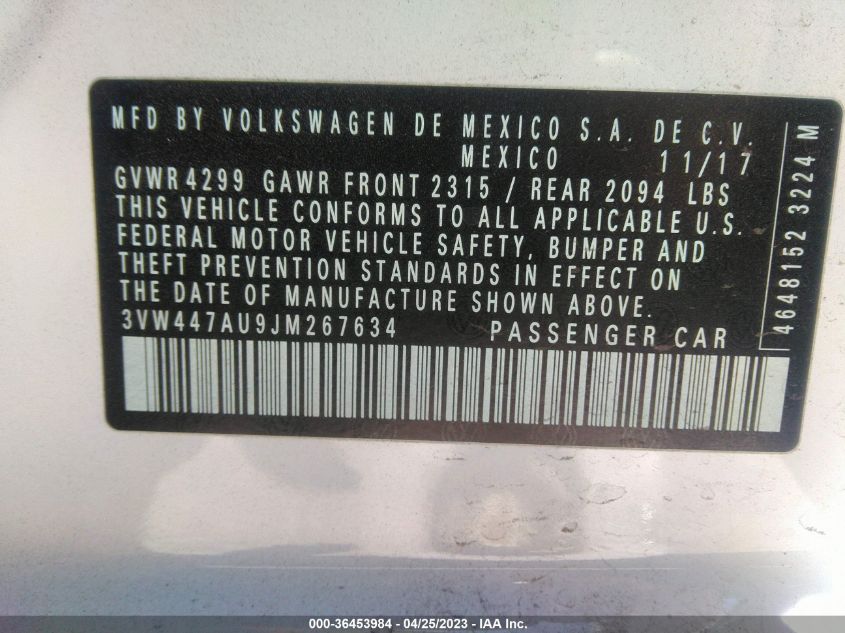 MFD BY VOLKSWAGEN DE MEXICO S.A. DE C.V.
MEXICO 11/17
GVWR 4299 GAWR FRONT 2315 / REAR 2094 LBS
THIS VEHICLE CONFORMS TO ALL APPLICABLE U.S.
FEDERAL MOTOR VEHICLE SAFETY, BUMPER AND
THEFT PREVENTION STANDARDS IN EFFECT ON
THE DATE OF MANUFACTURE SHOWN ABOVE.
3VW447AU9JM267634 PASSENGER CAR
4648152 3224 M
000-36453984 - 04/25/2023 - IAA Inc.